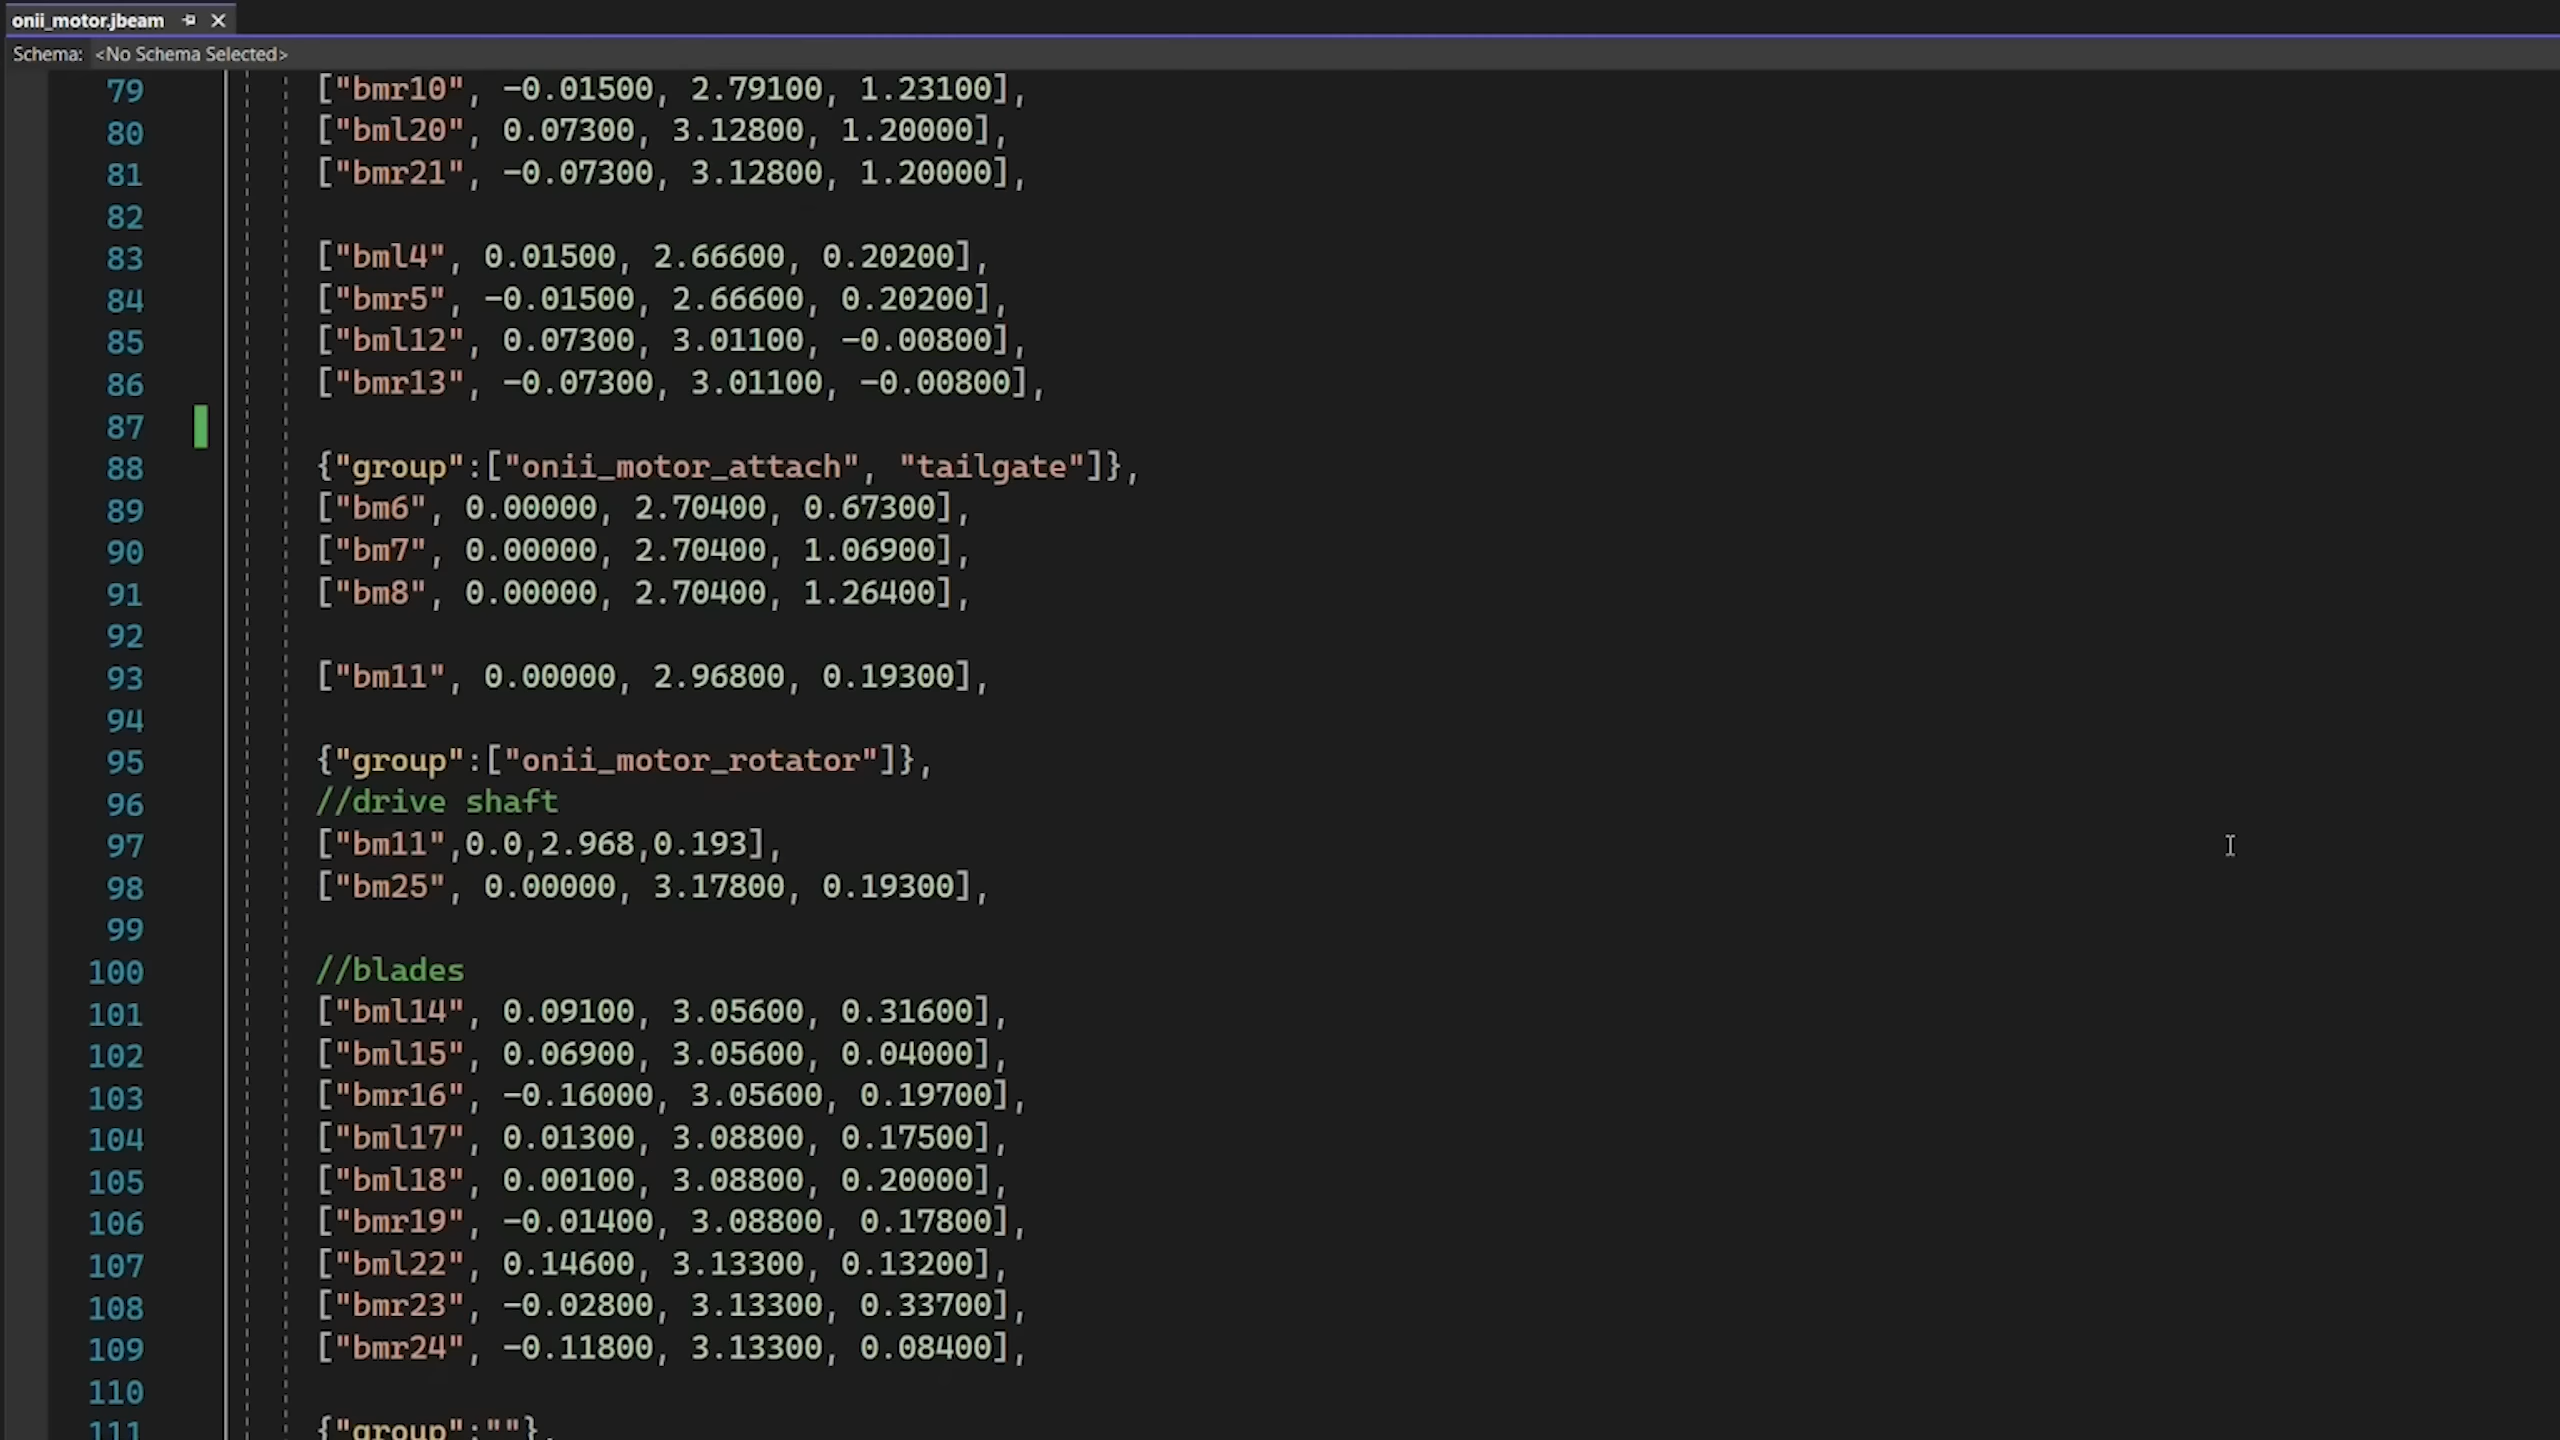 onii_motor.jbeam
Schema: <No Schema Selected>
79 ["bmr10", -0.01500, 2.79100, 1.23100],
80 ["bml20", 0.07300, 3.12800, 1.20000],
81 ["bmr21", -0.07300, 3.12800, 1.20000],
82
83 ["bml4", 0.01500, 2.66600, 0.20200],
84 ["bmr5", -0.01500, 2.66600, 0.20200],
85 ["bml12", 0.07300, 3.01100, -0.00800],
86 ["bmr13", -0.07300, 3.01100, -0.00800],
87
88 {"group":["onii_motor_attach", "tailgate"]},
89 ["bm6", 0.00000, 2.70400, 0.67300],
90 ["bm7", 0.00000, 2.70400, 1.06900],
91 ["bm8", 0.00000, 2.70400, 1.26400],
92
93 ["bm11", 0.00000, 2.96800, 0.19300],
94
95 {"group":["onii_motor_rotator"]},
96 //drive shaft
97 ["bm11",0.0,2.968,0.193],
98 ["bm25", 0.00000, 3.17800, 0.19300],
99
100 //blades
101 ["bml14", 0.09100, 3.05600, 0.31600],
102 ["bml15", 0.06900, 3.05600, 0.04000],
103 ["bmr16", -0.16000, 3.05600, 0.19700],
104 ["bml17", 0.01300, 3.08800, 0.17500],
105 ["bml18", 0.00100, 3.08800, 0.20000],
106 ["bmr19", -0.01400, 3.08800, 0.17800],
107 ["bml22", 0.14600, 3.13300, 0.13200],
108 ["bmr23", -0.02800, 3.13300, 0.33700],
109 ["bmr24", -0.11800, 3.13300, 0.08400],
110
111 {"group":""},